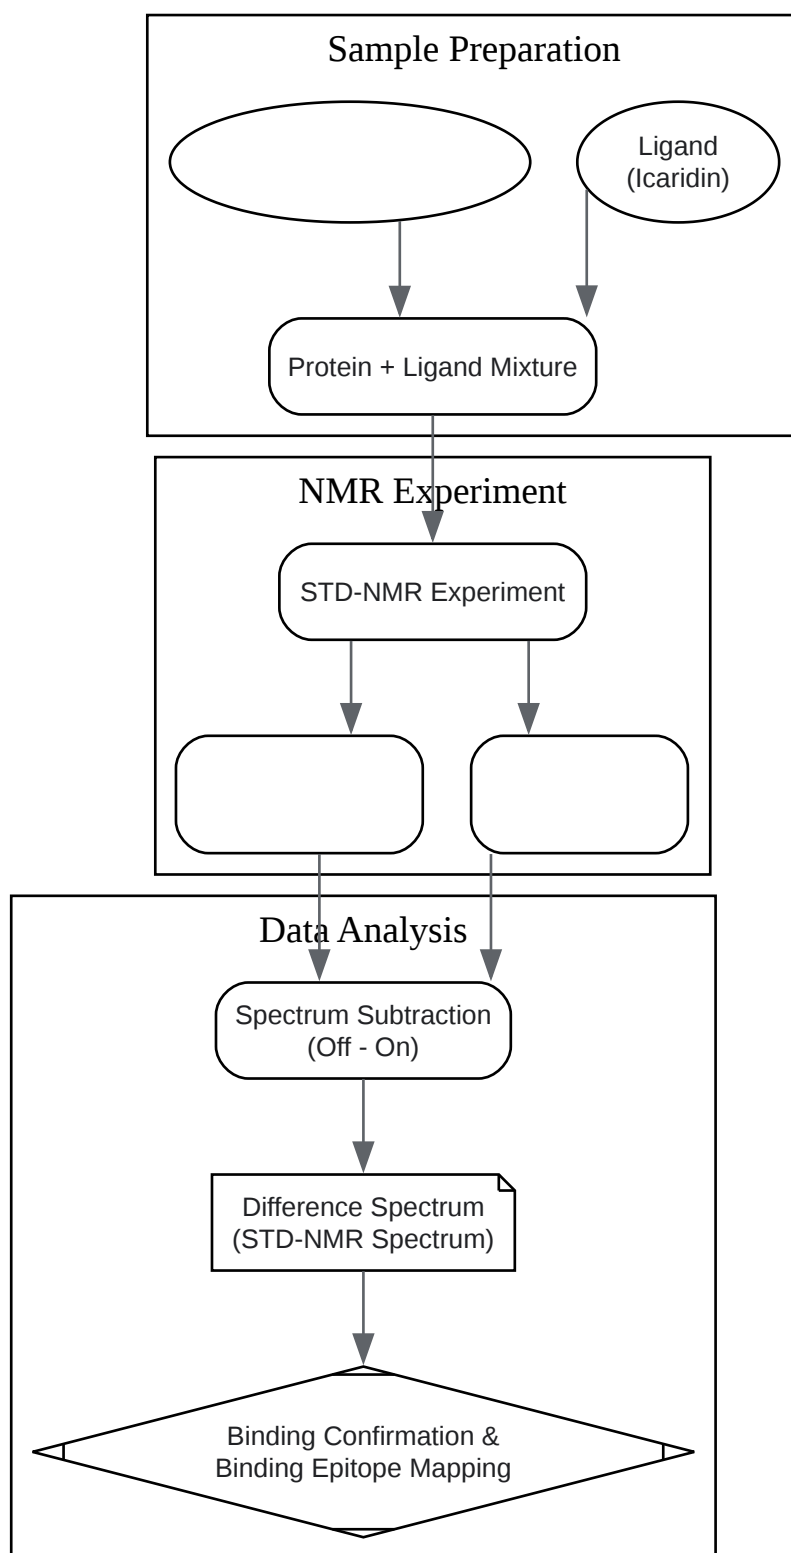 Sample Preparation
Ligand
(Icaridin)
Protein + Ligand Mixture
NMR Experiment
STD-NMR Experiment
Data Analysis
Spectrum Subtraction
(Off - On)
Difference Spectrum
(STD-NMR Spectrum)
Binding Confirmation &
Binding Epitope Mapping